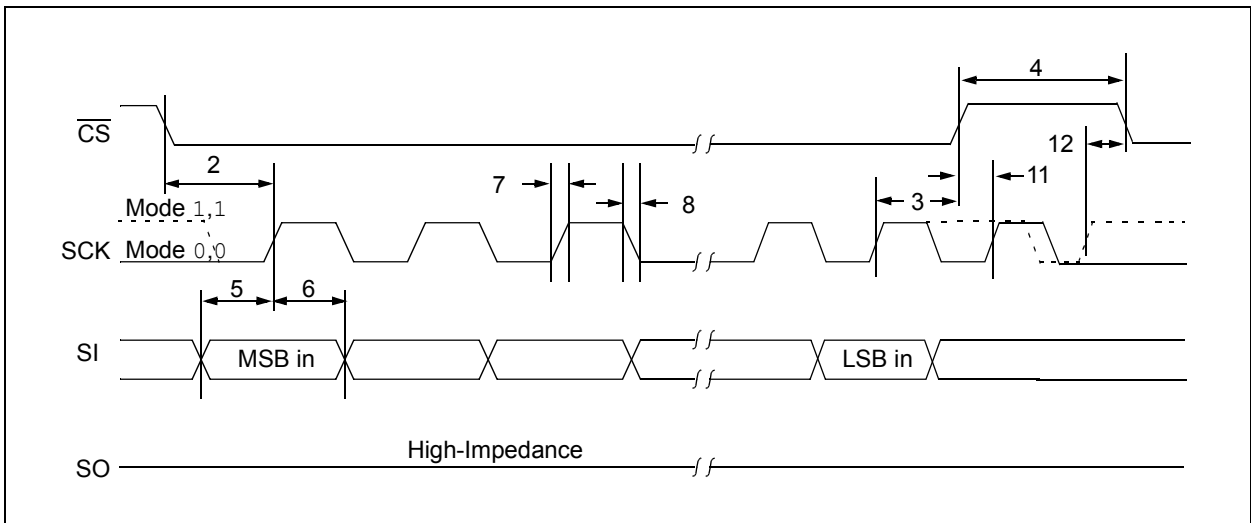 4
CS
12
2
11
7
8
3
Mode 1,1
SCK Mode 0,0
5
6
SI
MSB in
LSB in
High-Impedance
SO